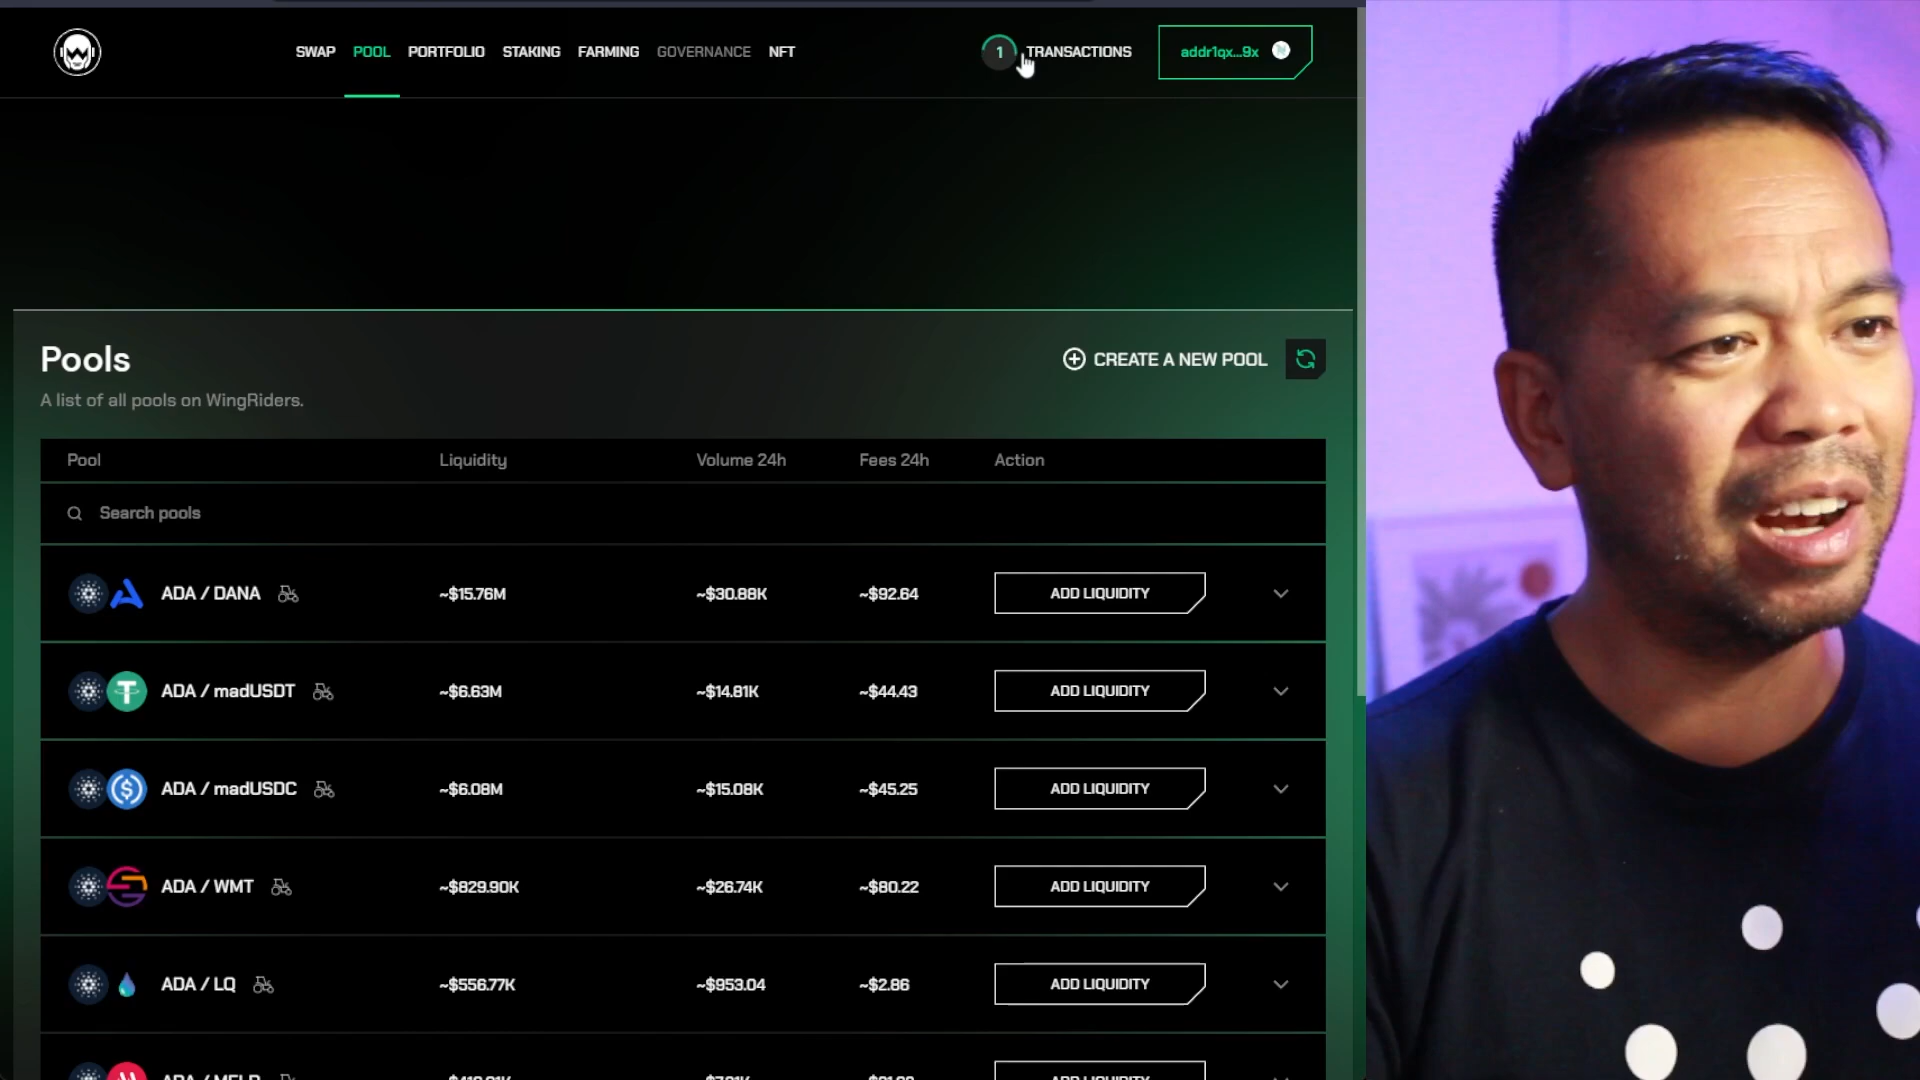 SWAP POOL PORTFOLIO STAKING FARMING GOVERNANCE NFT 1 TRANSACTIONS addr1qx...9x
Pools
CREATE A NEW POOL
A list of all pools on WingRiders.
Pool Liquidity Volume 24h Fees 24h Action
Search pools
ADA / DANA ~$15.76M ~$30.88K ~$92.64 ADD LIQUIDITY
ADA / madUSDT ~$6.63M ~$14.81K ~$44.43 ADD LIQUIDITY
ADA / madUSDC ~$6.08M ~$15.08K ~$45.25 ADD LIQUIDITY
ADA / WMT ~$829.90K ~$26.74K ~$80.22 ADD LIQUIDITY
ADA / LQ ~$556.77K ~$953.04 ~$2.86 ADD LIQUIDITY
ADA / MELD ADD LIQUIDITY